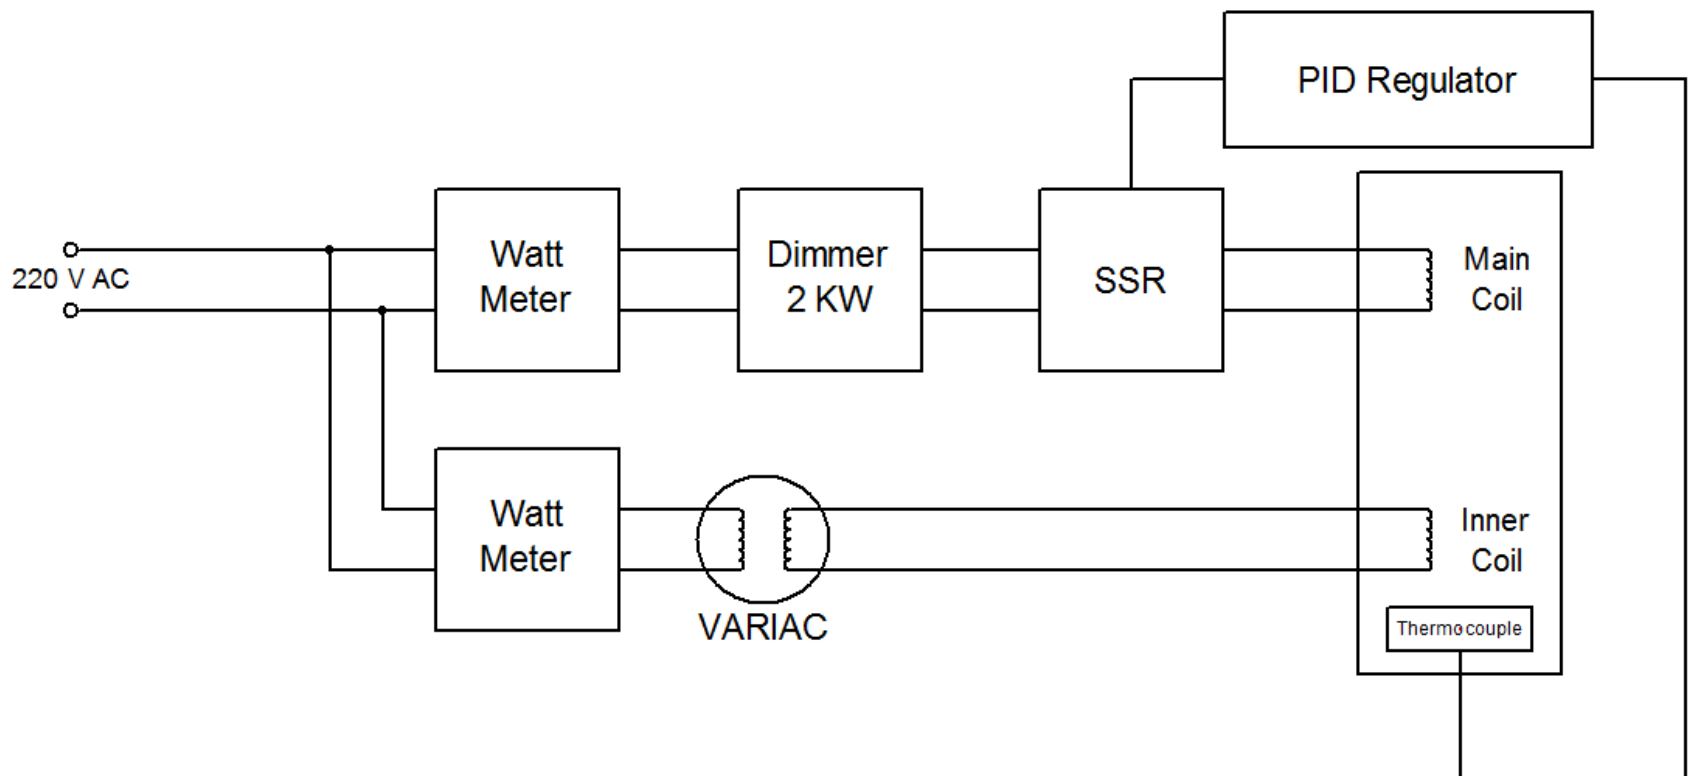 PID Regulator
220 V AC
Watt
Meter
Dimmer
2 KW
SSR
Main
Coil
Watt
Meter
VARIAC
Inner
Coil
Thermocouple